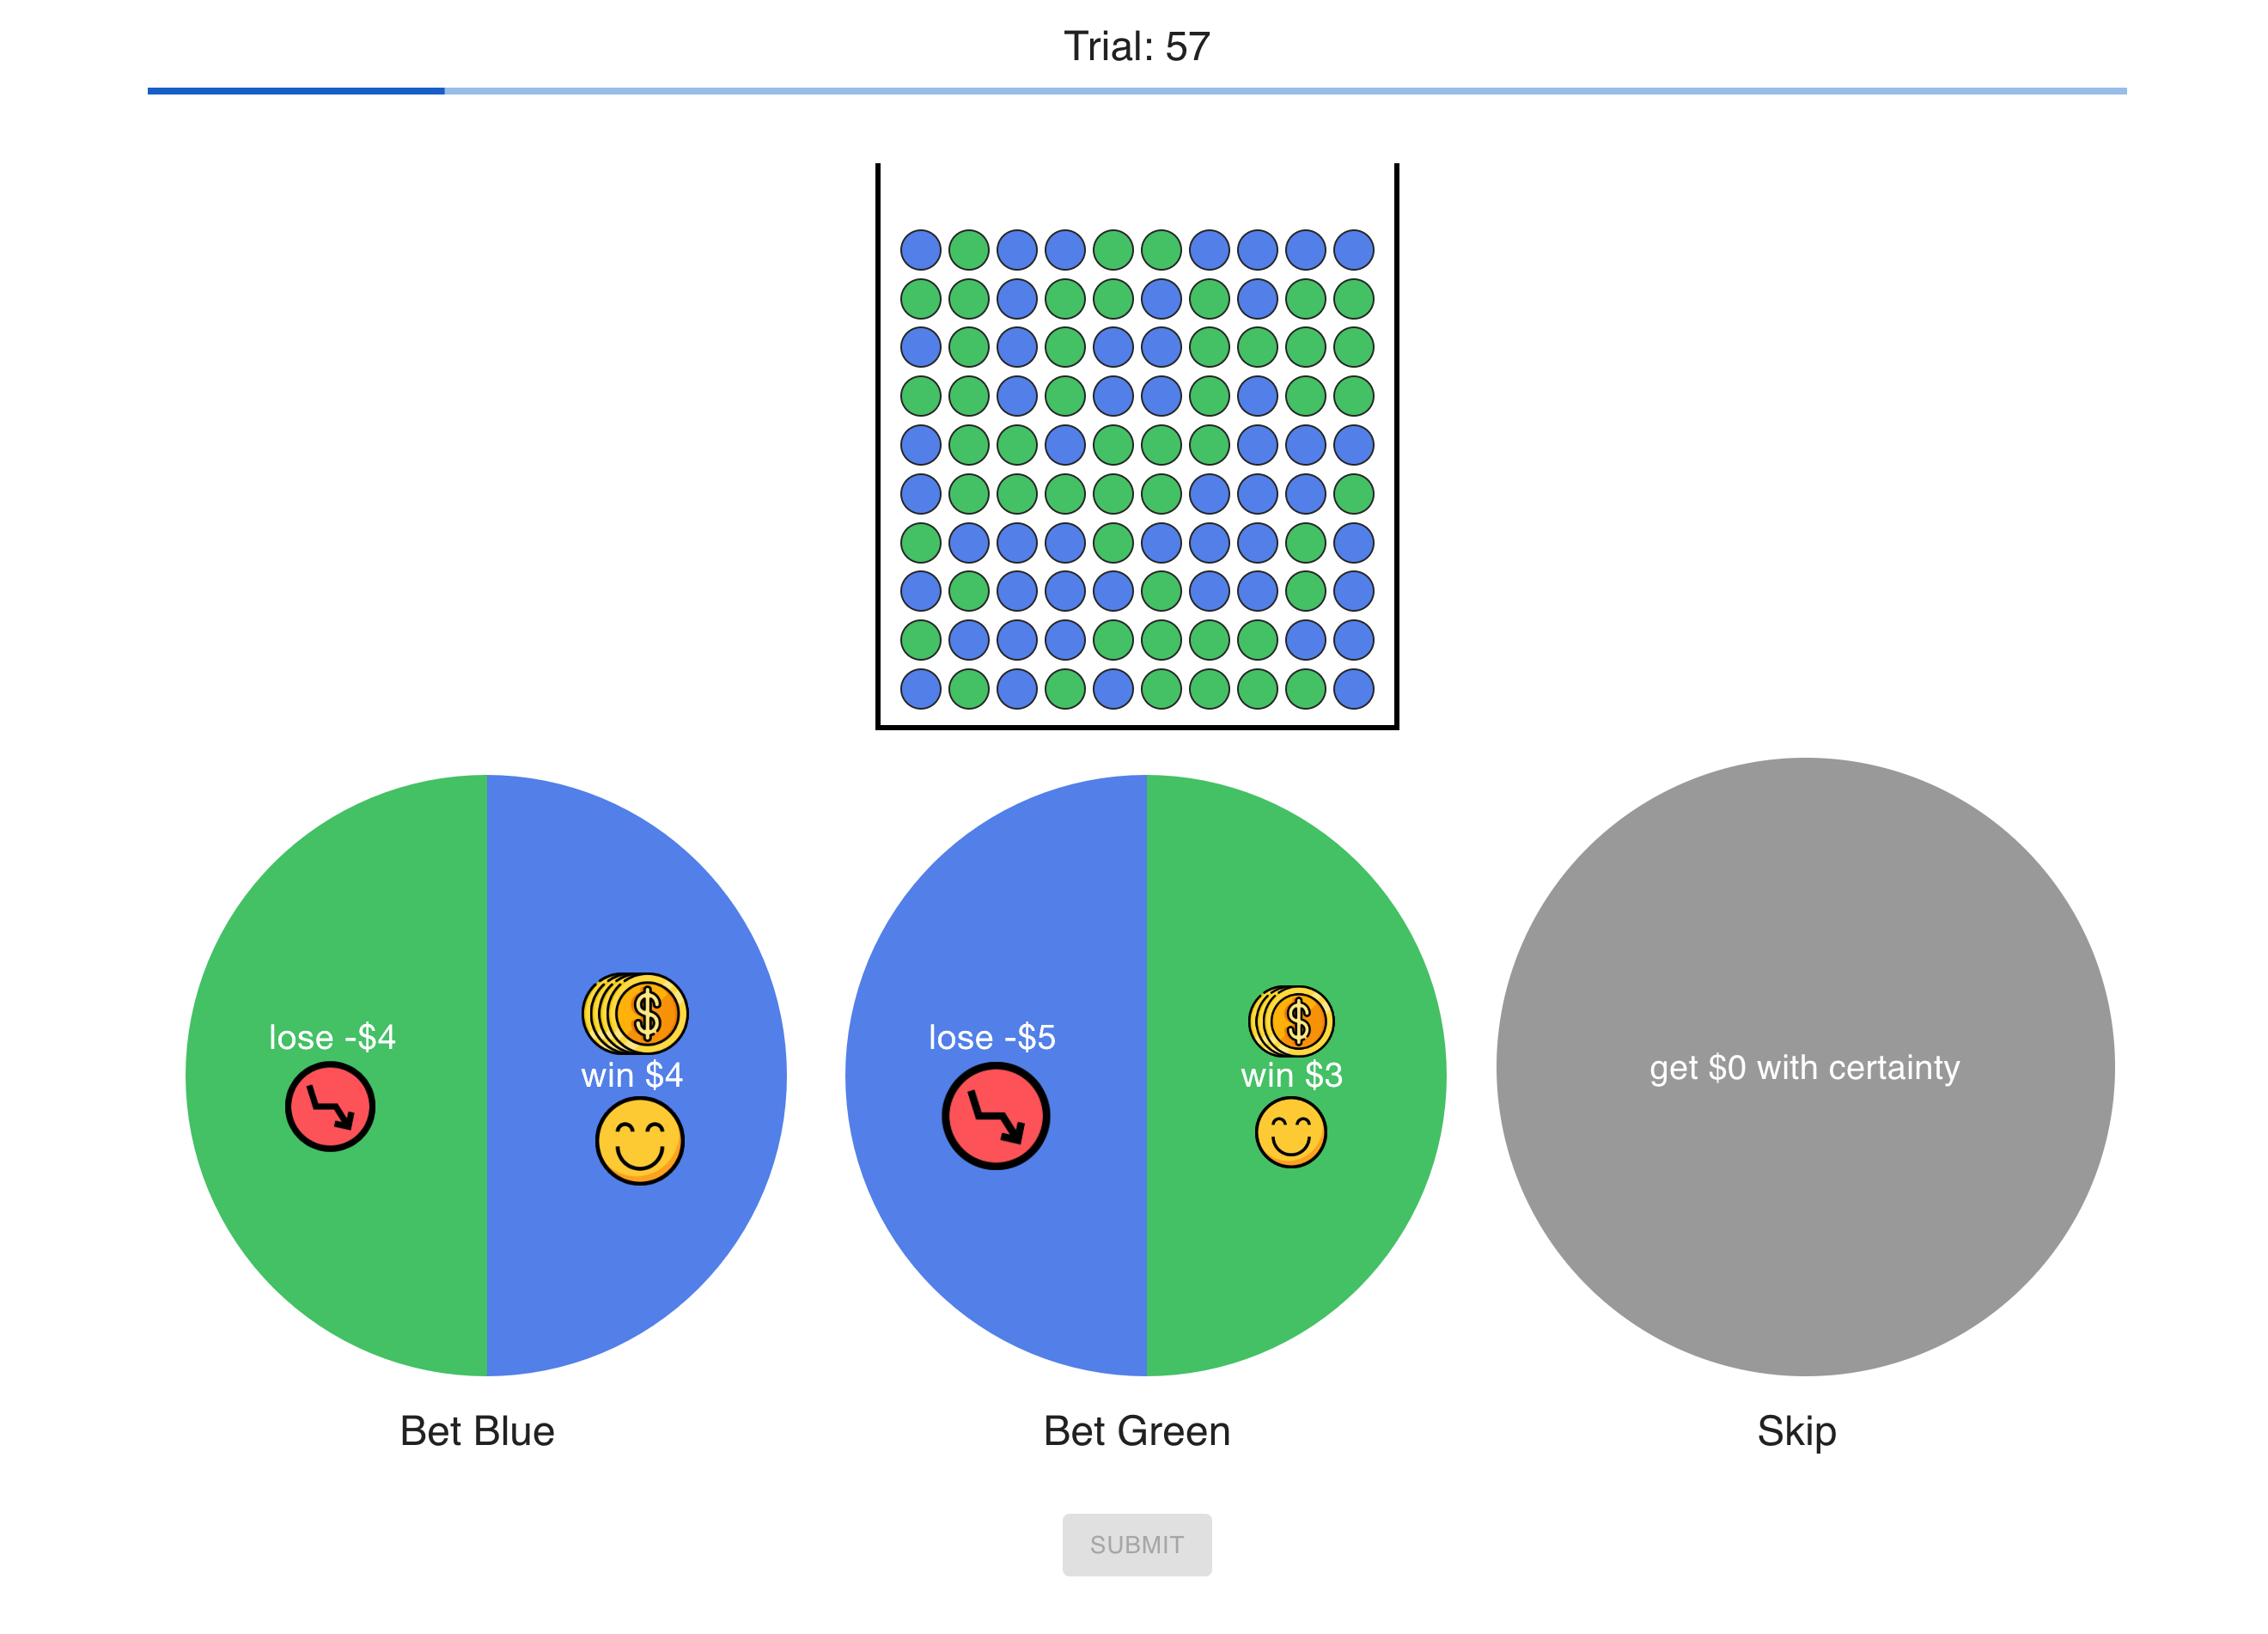 Trial: 57
lose -$4
$
win $4
lose -$5
$
win $3
get $0 with certainty
Bet Blue
Bet Green
Skip
SUBMIT